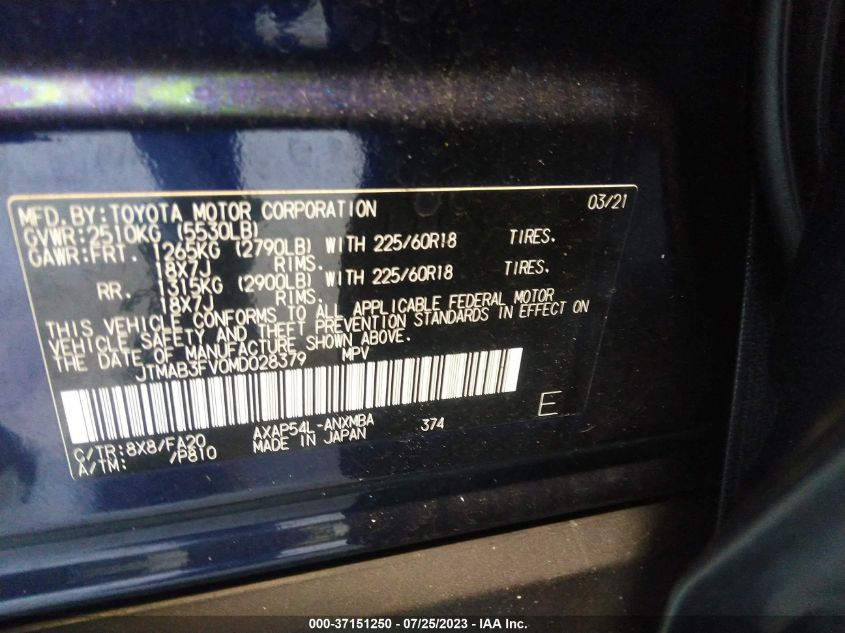 MFD.BY:TOYOTA MOTOR CORPORATION 03/21
GVWR:2510KG (5530LB)
GAWR:FRT. 1265KG (2790LB) WITH 225/60R18 TIRES.
18X7J RIMS.
RR. 1315KG (2900LB) WITH 225/60R18 TIRES.
18X7J RIMS.
THIS VEHICLE CONFORMS TO ALL APPLICABLE FEDERAL MOTOR
VEHICLE SAFETY AND THEFT PREVENTION STANDARDS IN EFFECT ON
THE DATE OF MANUFACTURE SHOWN ABOVE.
JTMAB3FV0MD028379 MPV
C/TR:8X8/FA20 AXAP54L-ANXMBA 374 E
A/TM: /P810 MADE IN JAPAN
000-37151250 - 07/25/2023 - IAA Inc.